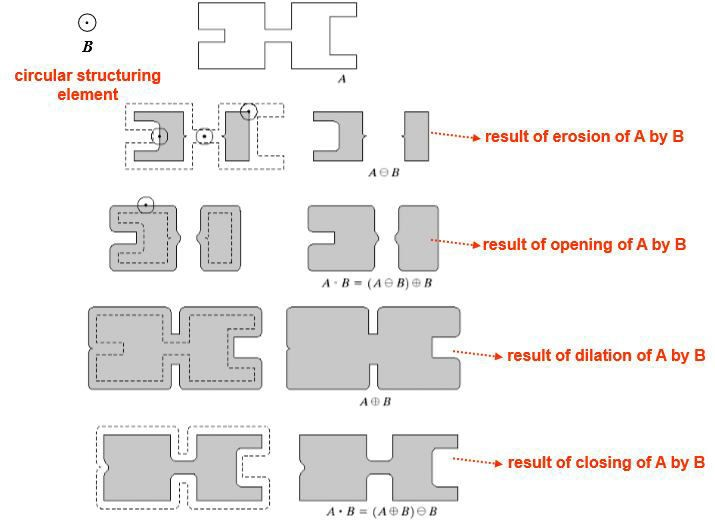 B
circular structuring
element
A
result of erosion of A by B
A ⊖ B
result of opening of A by B
A ∘ B = (A ⊖ B) ⊕ B
result of dilation of A by B
A ⊕ B
result of closing of A by B
A • B = (A ⊕ B) ⊖ B